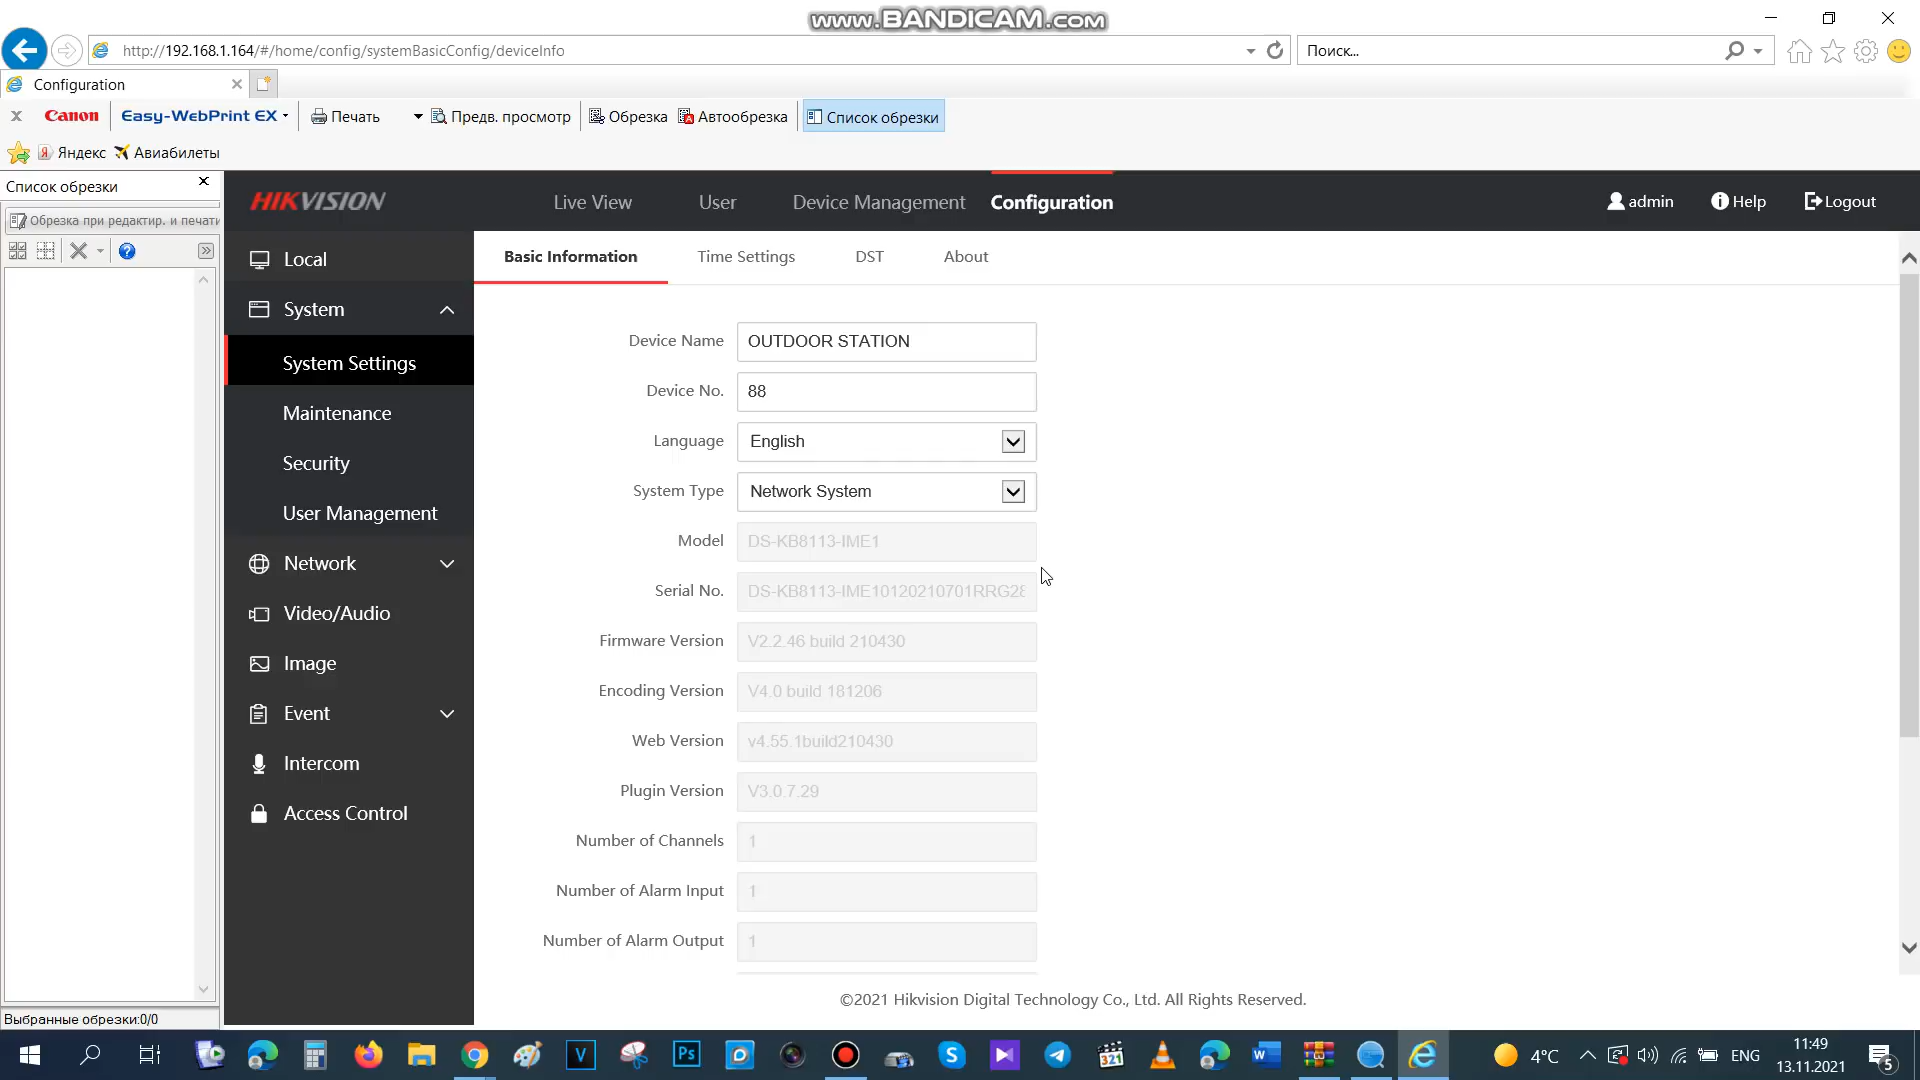 www.BANDICAM.com
http://192.168.1.164/#/home/config/systemBasicConfig/deviceInfo
Поиск...
Configuration
Canon Easy-WebPrint EX Печать Предв. просмотр Обрезка Автообрезка Список обрезки
Яндекс Авиабилеты
Список обрезки
Обрезка при редактир. и печати
Выбранные обрезки:0/0
HIKVISION Live View User Device Management Configuration admin Help Logout
Local
System
System Settings
Maintenance
Security
User Management
Network
Video/Audio
Image
Event
Intercom
Access Control
Basic Information Time Settings DST About
Device Name OUTDOOR STATION
Device No. 88
Language English
System Type Network System
Model DS-KB8113-IME1
Serial No. DS-KB8113-IME10120210701RRG28
Firmware Version V2.2.46 build 210430
Encoding Version V4.0 build 181206
Web Version v4.55.1build210430
Plugin Version V3.0.7.29
Number of Channels 1
Number of Alarm Input 1
Number of Alarm Output 1
©2021 Hikvision Digital Technology Co., Ltd. All Rights Reserved.
4°C ENG 11:49
13.11.2021
5